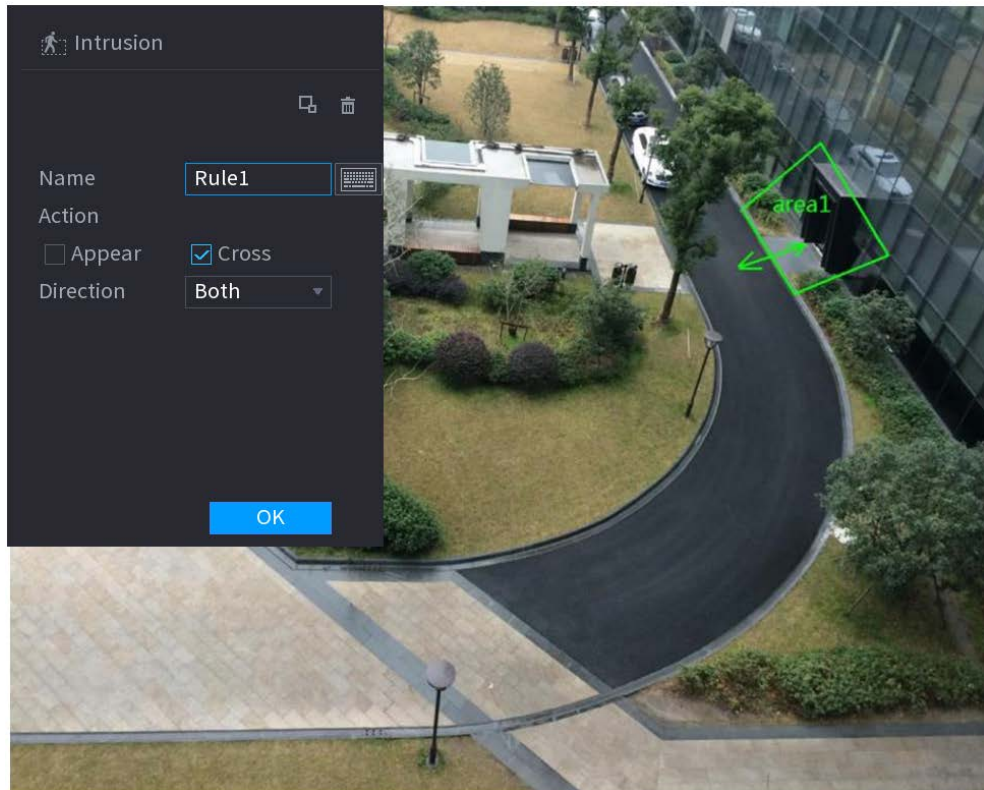 Intrusion
Name Rule1
Action
Appear Cross
Direction Both
OK
area1